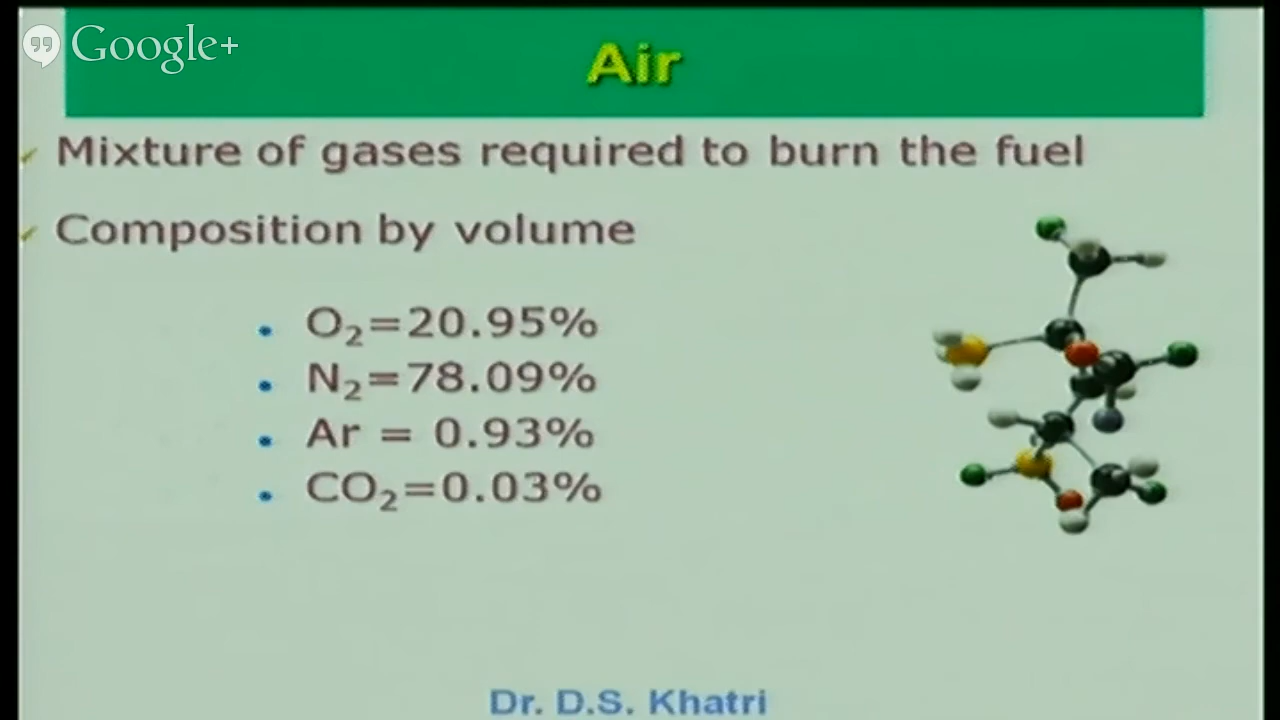 Google+
Air
Mixture of gases required to burn the fuel
Composition by volume
O₂=20.95%
N₂=78.09%
Ar = 0.93%
CO₂=0.03%
Dr. D.S. Khatri